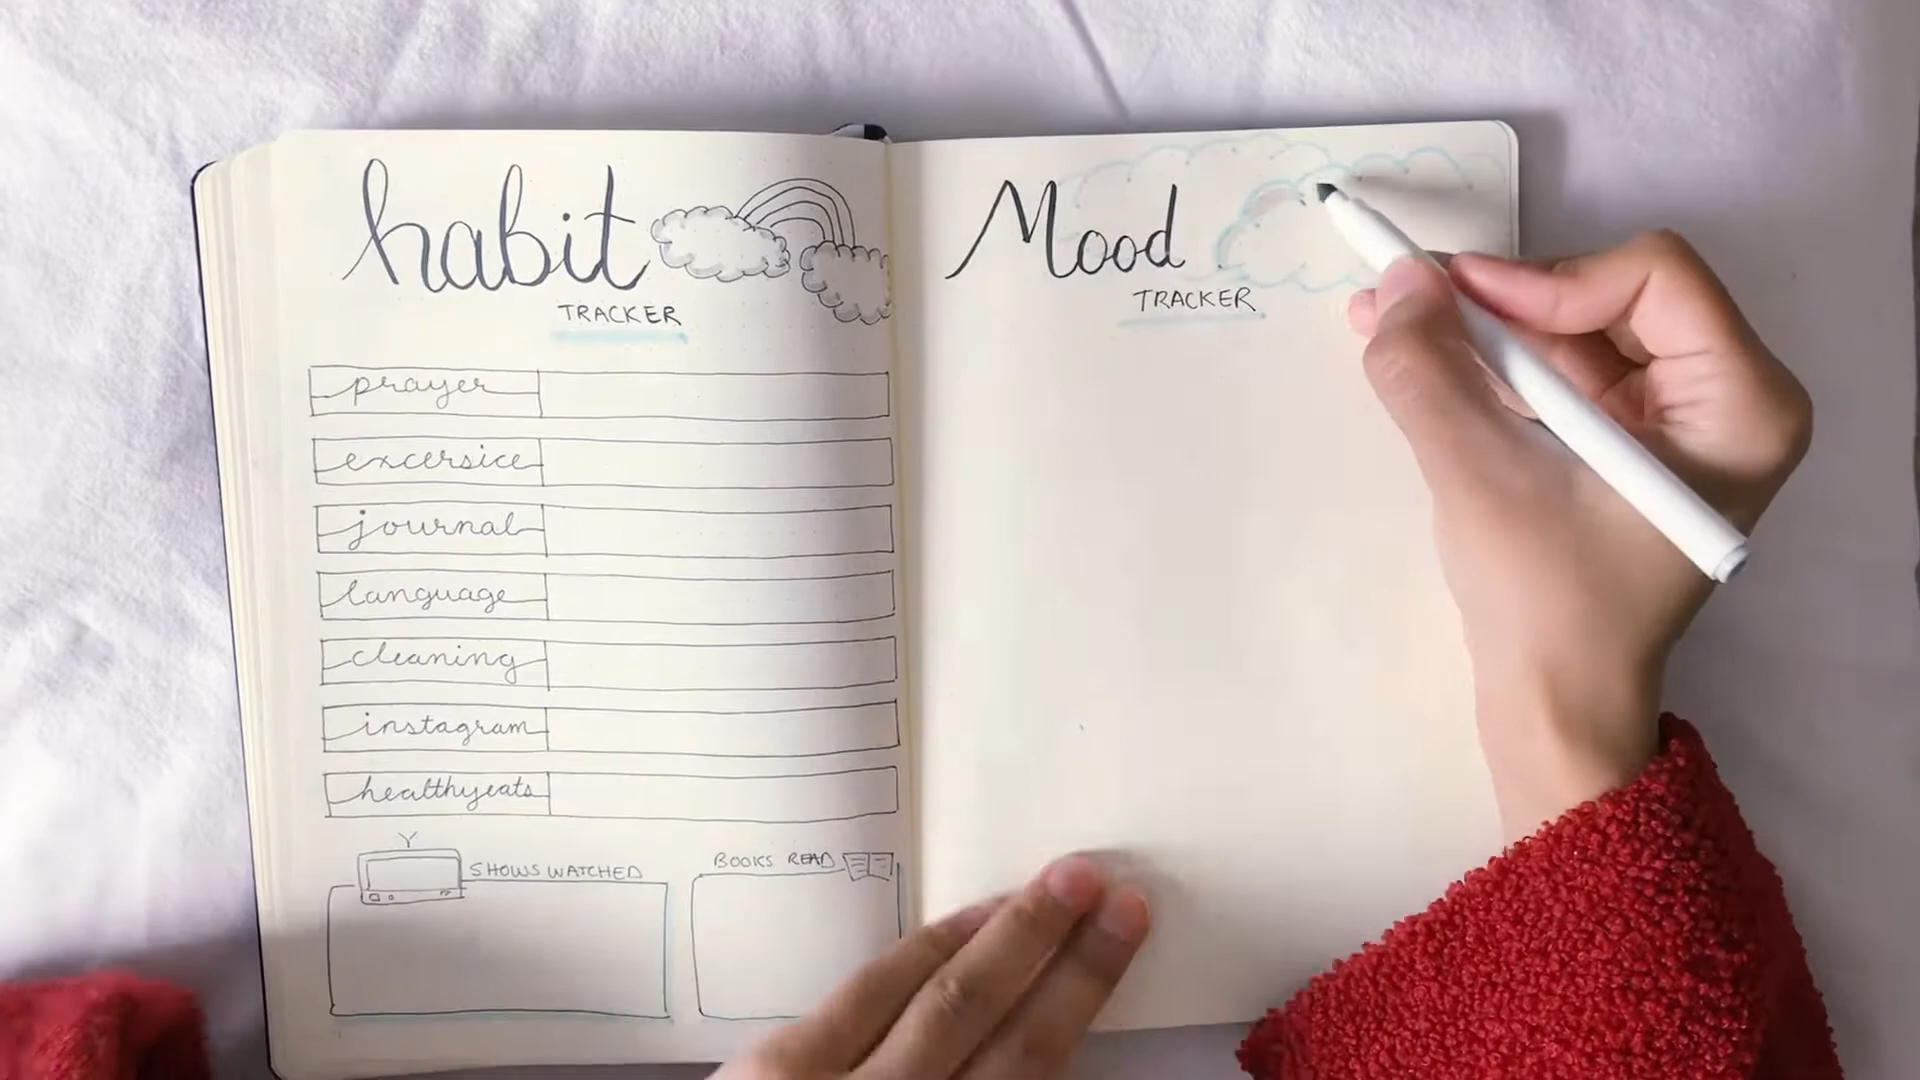 habit
TRACKER
prayer
excersice
journal
language
cleaning
instagram
healthyeats
SHOWS WATCHED
BOOKS READ
Mood
TRACKER